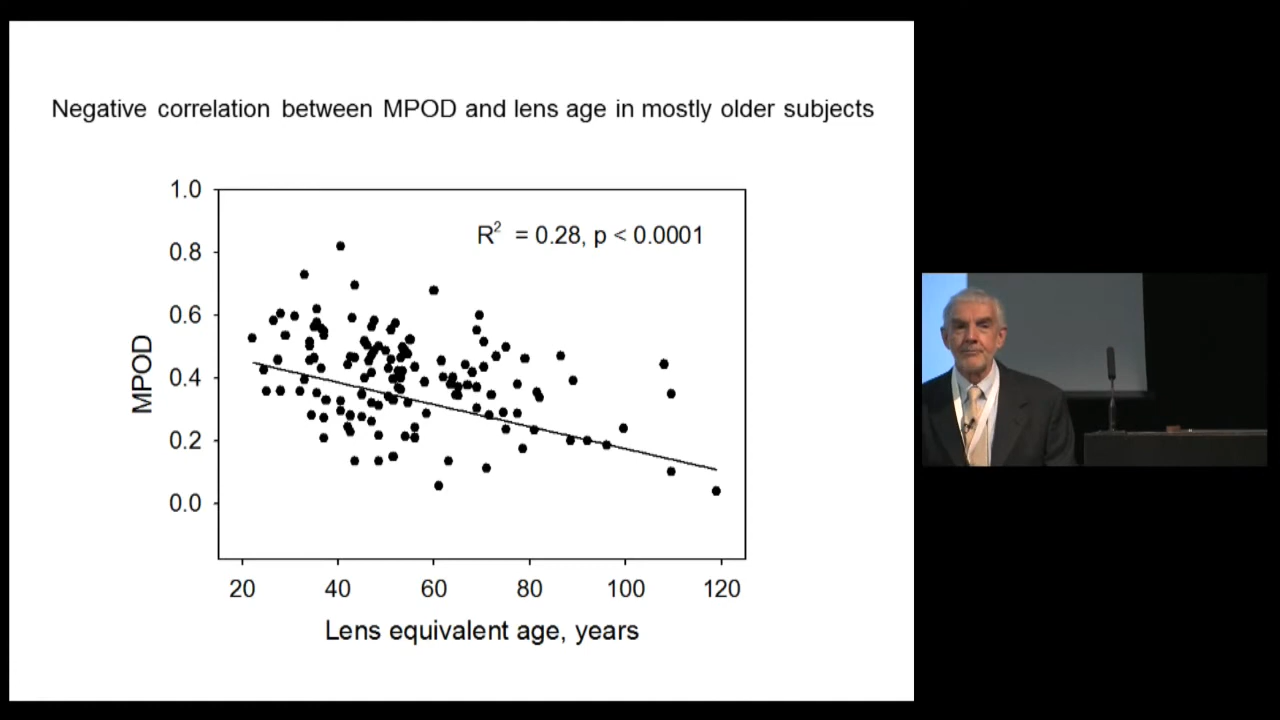 Negative correlation between MPOD and lens age in mostly older subjects
R² = 0.28, p < 0.0001
1.0
0.8
0.6
0.4
0.2
0.0
MPOD
20 40 60 80 100 120
Lens equivalent age, years